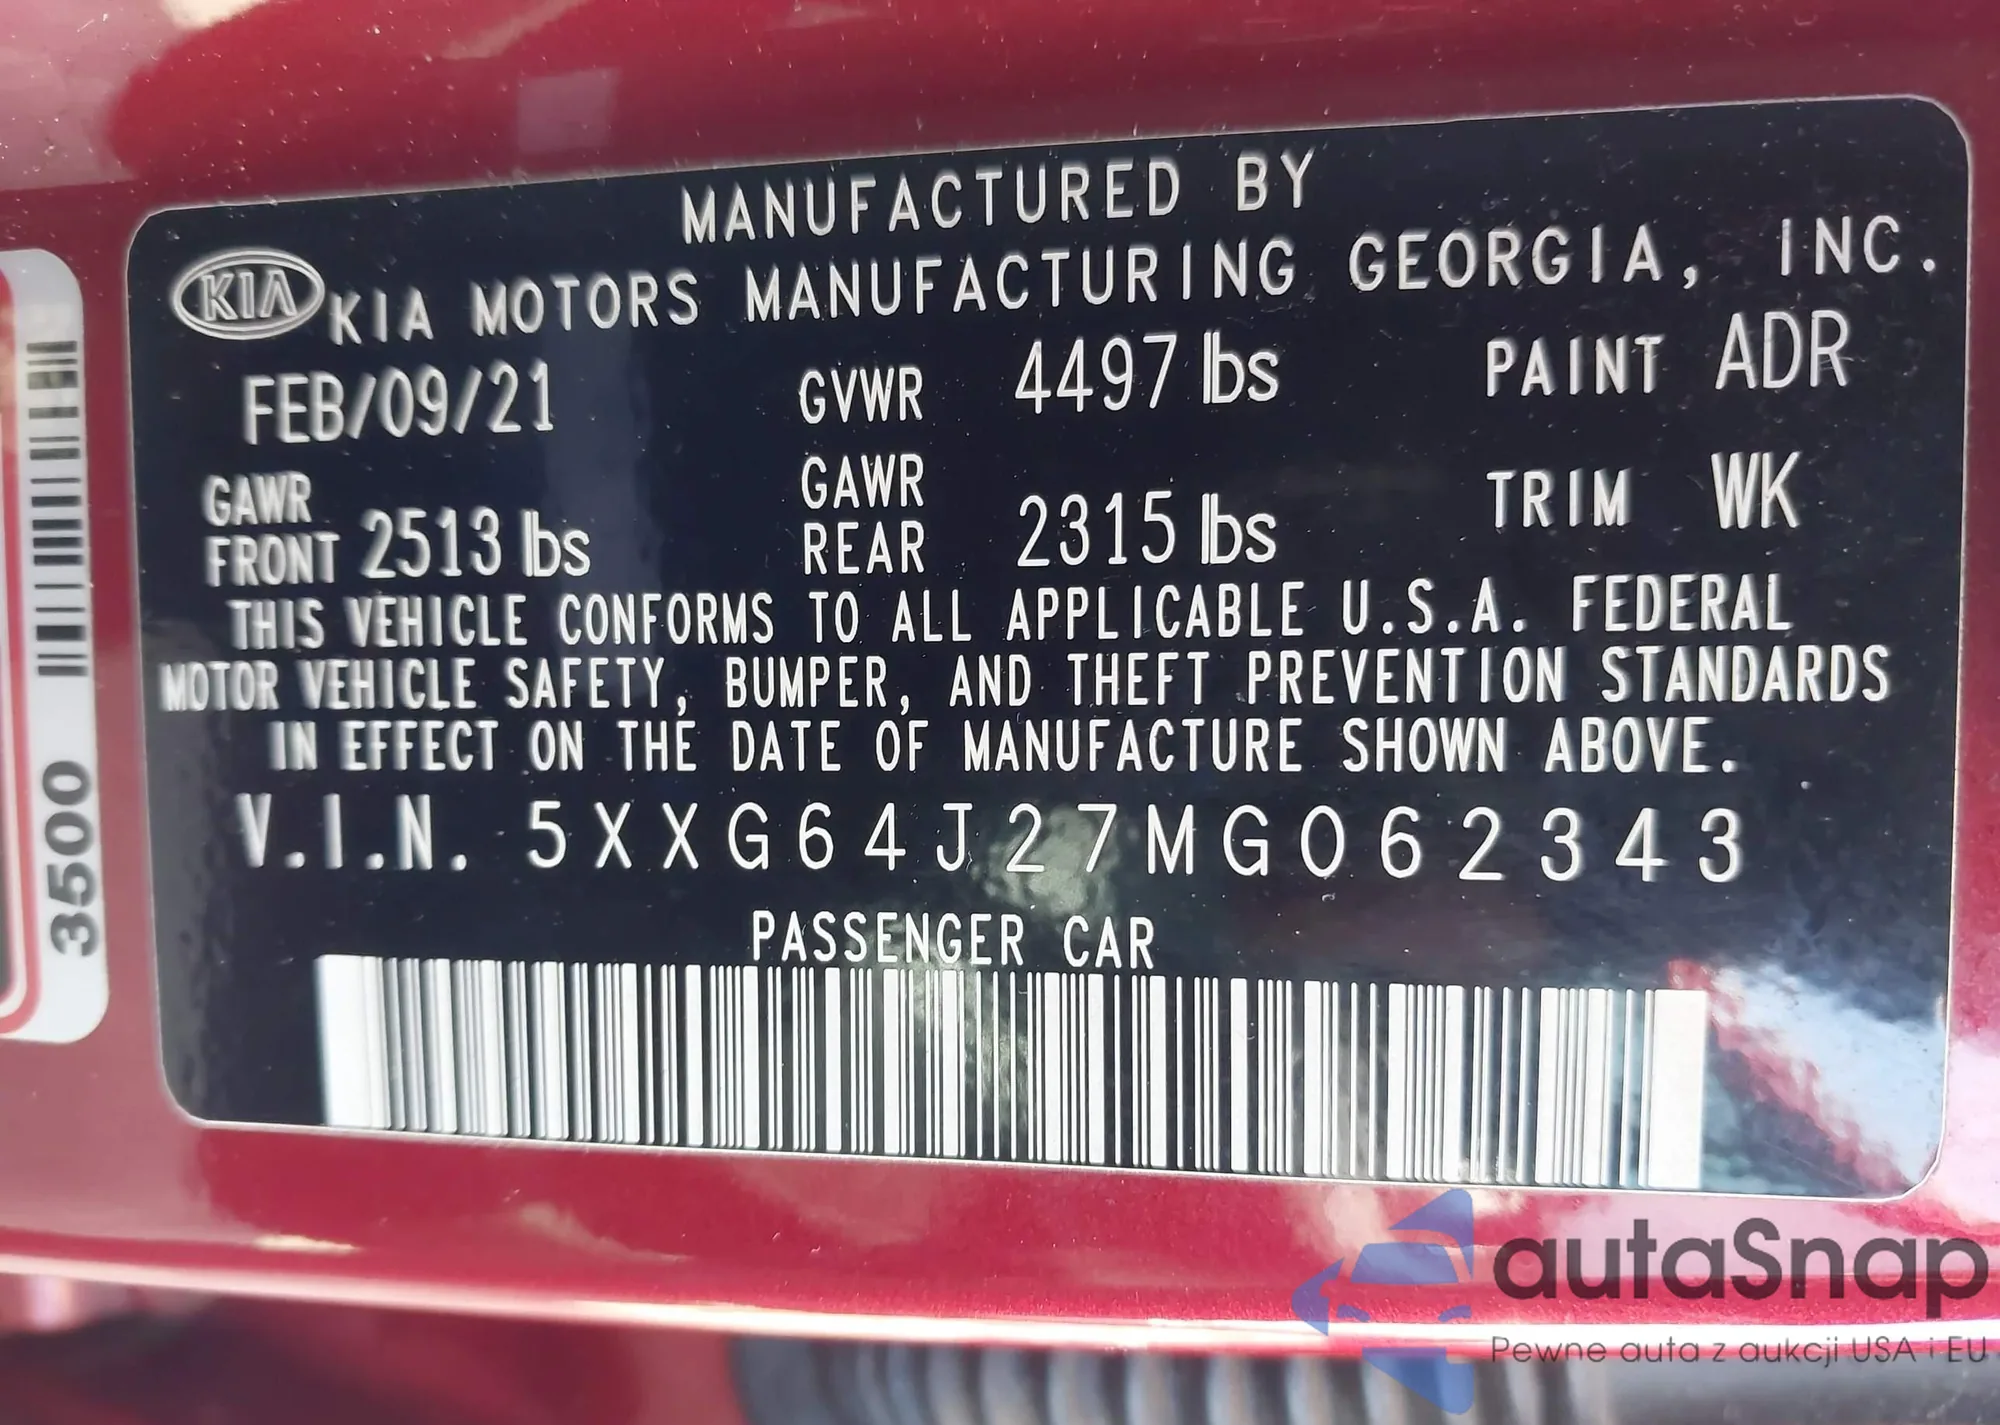 MANUFACTURED BY
KIA KIA MOTORS MANUFACTURING GEORGIA, INC.
FEB/09/21 GVWR 4497 lbs PAINT ADR
GAWR FRONT 2513 lbs GAWR REAR 2315 lbs TRIM WK
THIS VEHICLE CONFORMS TO ALL APPLICABLE U.S.A. FEDERAL
MOTOR VEHICLE SAFETY, BUMPER, AND THEFT PREVENTION STANDARDS
IN EFFECT ON THE DATE OF MANUFACTURE SHOWN ABOVE.
V.I.N. 5XXG64J27MG062343
PASSENGER CAR
3500
autaSnap
Pewne auta z aukcji USA i EU